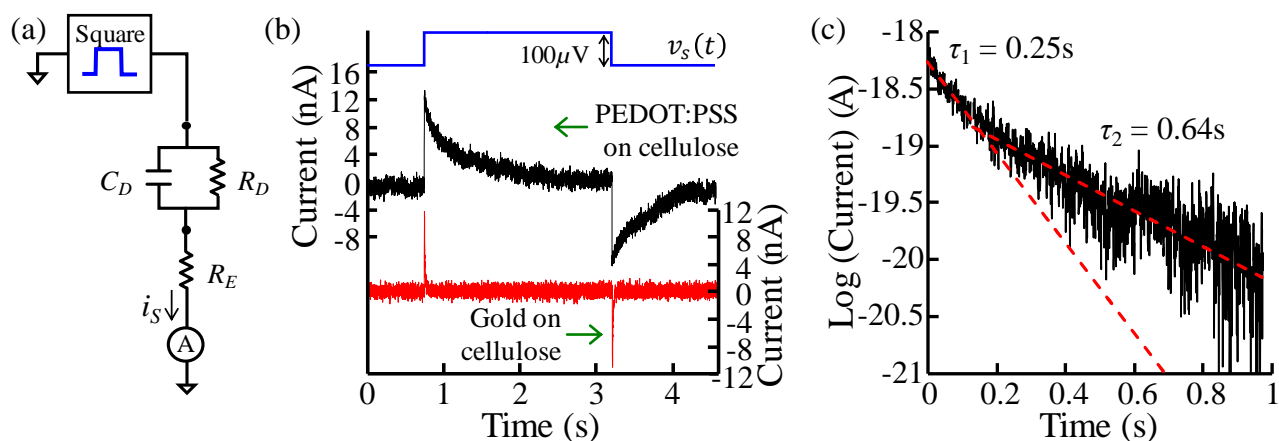 (a)
Square
C_D
R_D
R_E
i_S
A
(b)
100μV
v_s(t)
Current (nA)
16
12
8
4
0
-4
-8
PEDOT:PSS
on cellulose
Gold on
cellulose
12
8
4
0
-4
-8
-12
Current (nA)
0 1 2 3 4
Time (s)
(c)
Log (Current) (A)
-18
-18.5
-19
-19.5
-20
-20.5
-21
τ₁ = 0.25s
τ₂ = 0.64s
0 0.2 0.4 0.6 0.8 1
Time (s)